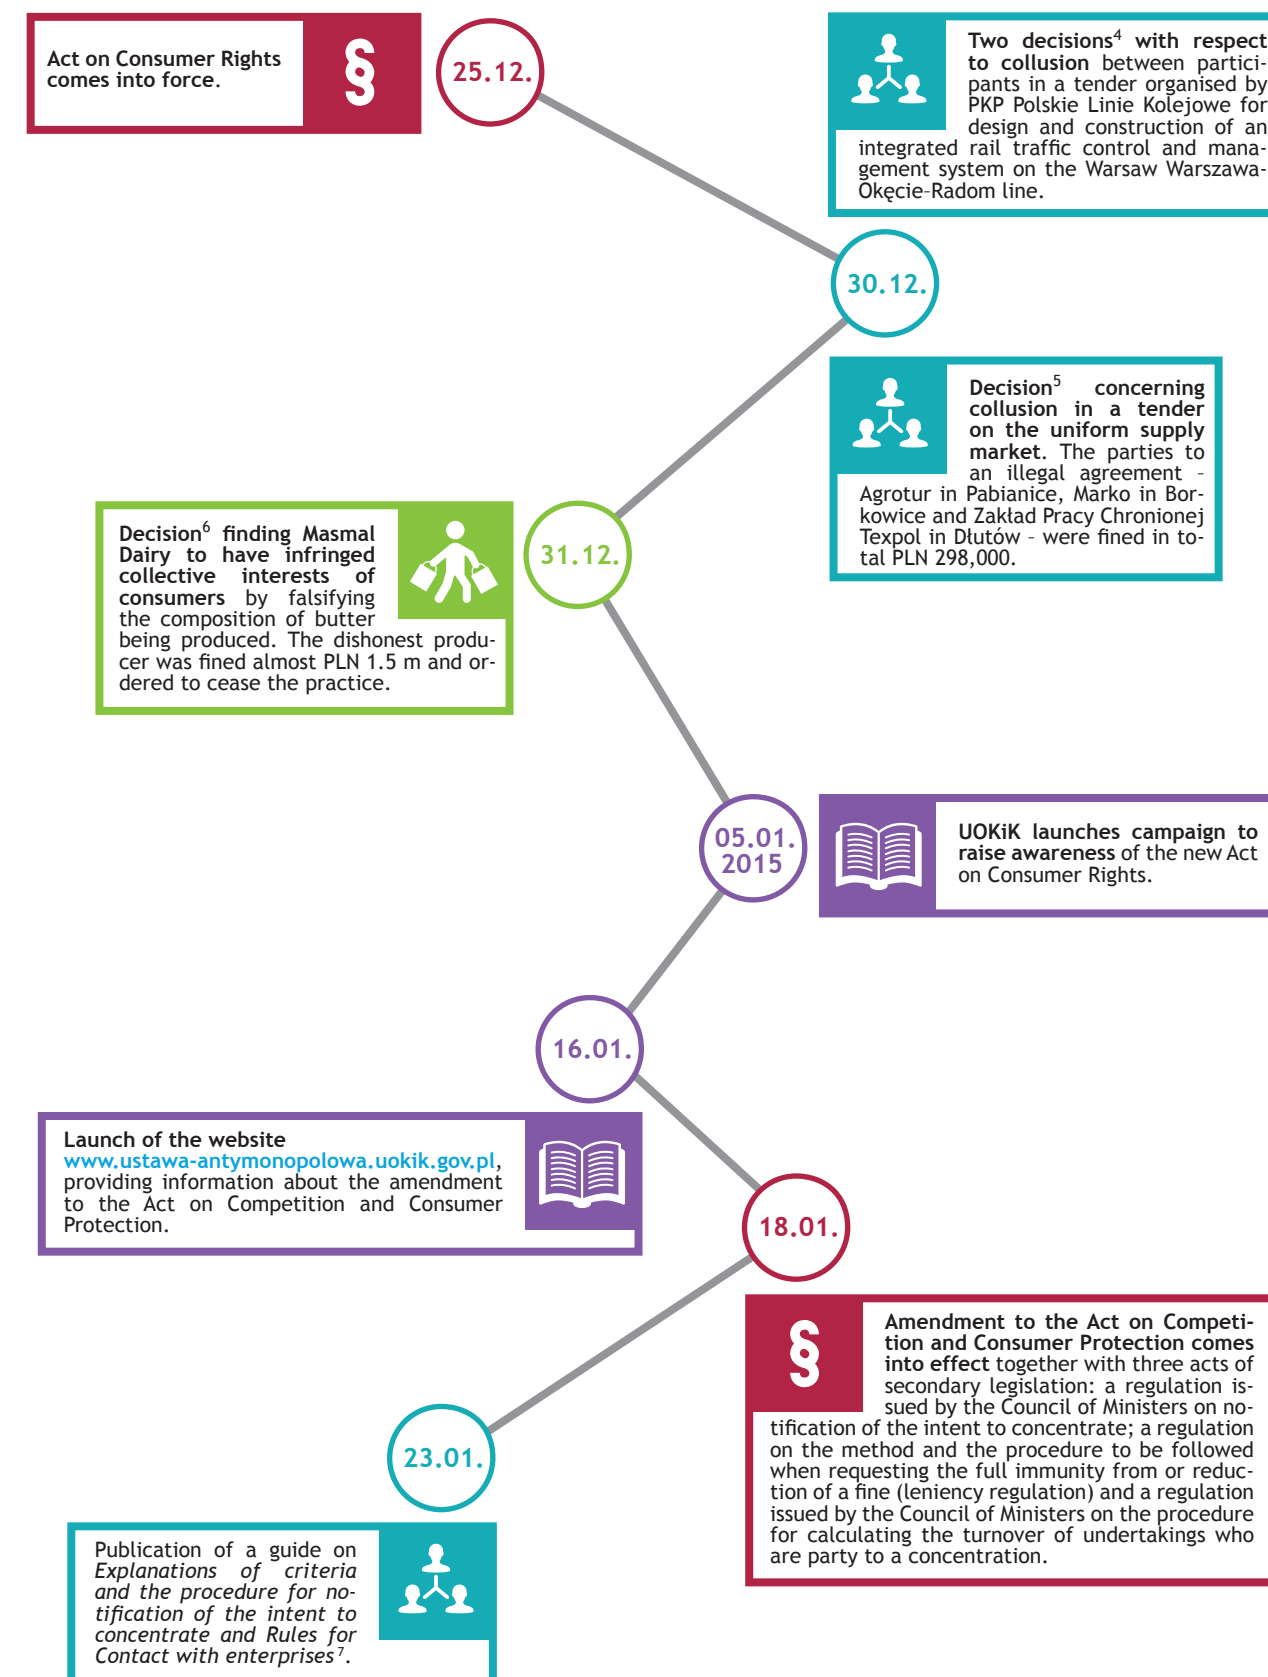 Act on Consumer Rights
comes into force.
§
25.12.
Two decisions4 with respect
to collusion between partici-
pants in a tender organised by
PKP Polskie Linie Kolejowe for
design and construction of an
integrated rail traffic control and mana-
gement system on the Warsaw Warszawa-
Okęcie–Radom line.
30.12.
Decision5 concerning
collusion in a tender
on the uniform supply
market. The parties to
an illegal agreement –
Agrotur in Pabianice, Marko in Bor-
kowice and Zakład Pracy Chronionej
Texpol in Dłutów – were fined in to-
tal PLN 298,000.
Decision6 finding Masmal
Dairy to have infringed
collective interests of
consumers by falsifying
the composition of butter
being produced. The dishonest produ-
cer was fined almost PLN 1.5 m and or-
dered to cease the practice.
31.12.
05.01.
2015
UOKiK launches campaign to
raise awareness of the new Act
on Consumer Rights.
16.01.
Launch of the website
www.ustawa-antymonopolowa.uokik.gov.pl,
providing information about the amendment
to the Act on Competition and Consumer
Protection.
18.01.
§
Amendment to the Act on Competi-
tion and Consumer Protection comes
into effect together with three acts of
secondary legislation: a regulation is-
sued by the Council of Ministers on no-
tification of the intent to concentrate; a regulation
on the method and the procedure to be followed
when requesting the full immunity from or reduc-
tion of a fine (leniency regulation) and a regulation
issued by the Council of Ministers on the procedure
for calculating the turnover of undertakings who
are party to a concentration.
23.01.
Publication of a guide on
Explanations of criteria
and the procedure for no-
tification of the intent to
concentrate and Rules for
Contact with enterprises7.